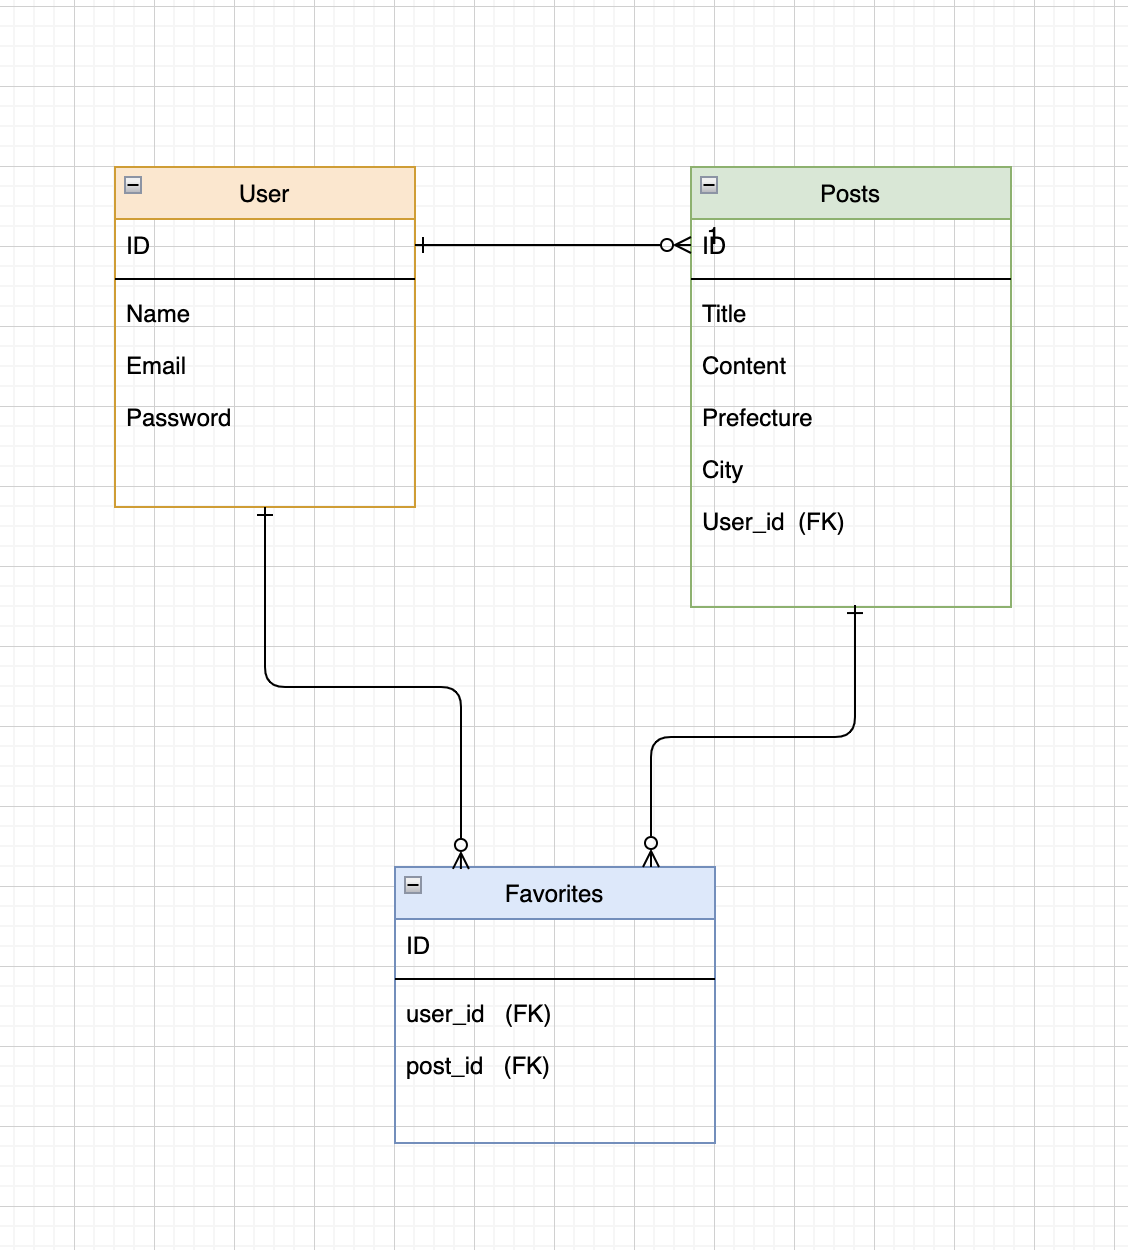 User
ID
Name
Email
Password
Posts
1
ID
Title
Content
Prefecture
City
User_id (FK)
Favorites
ID
user_id (FK)
post_id (FK)